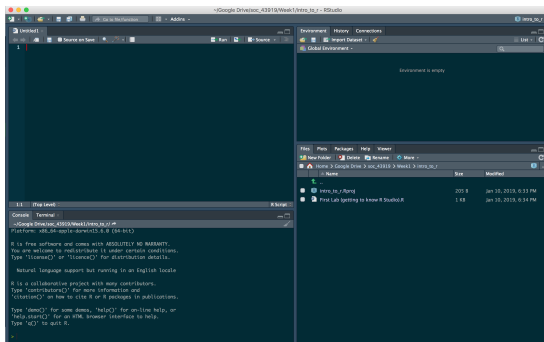 ~/Google Drive/soc_43919/Week1/intro_to_r - RStudio
Go to File/Function
Addins
intro_to_r
Untitled1
Source on Save
Run
Source
1
1:1
(Top Level)
R Script
Console
Terminal
~/Google Drive/soc_43919/Week1/intro_to_r/
Platform: x86_64-apple-darwin15.6.0 (64-bit)
R is free software and comes with ABSOLUTELY NO WARRANTY.
You are welcome to redistribute it under certain conditions.
Type 'license()' or 'licence()' for distribution details.
Natural language support but running in an English locale
R is a collaborative project with many contributors.
Type 'contributors()' for more information and
'citation()' on how to cite R or R packages in publications.
Type 'demo()' for some demos, 'help()' for on-line help, or
'help.start()' for an HTML browser interface to help.
Type 'q()' to quit R.
>
Environment
History
Connections
Import Dataset
List
Global Environment
Environment is empty
Files
Plots
Packages
Help
Viewer
New Folder
Delete
Rename
More
Home > Google Drive > soc_43919 > Week1 > intro_to_r
Name
Size
Modified
..
intro_to_r.Rproj
205 B
Jan 10, 2019, 6:33 PM
First Lab (getting to know R Studio).R
1 KB
Jan 10, 2019, 6:34 PM